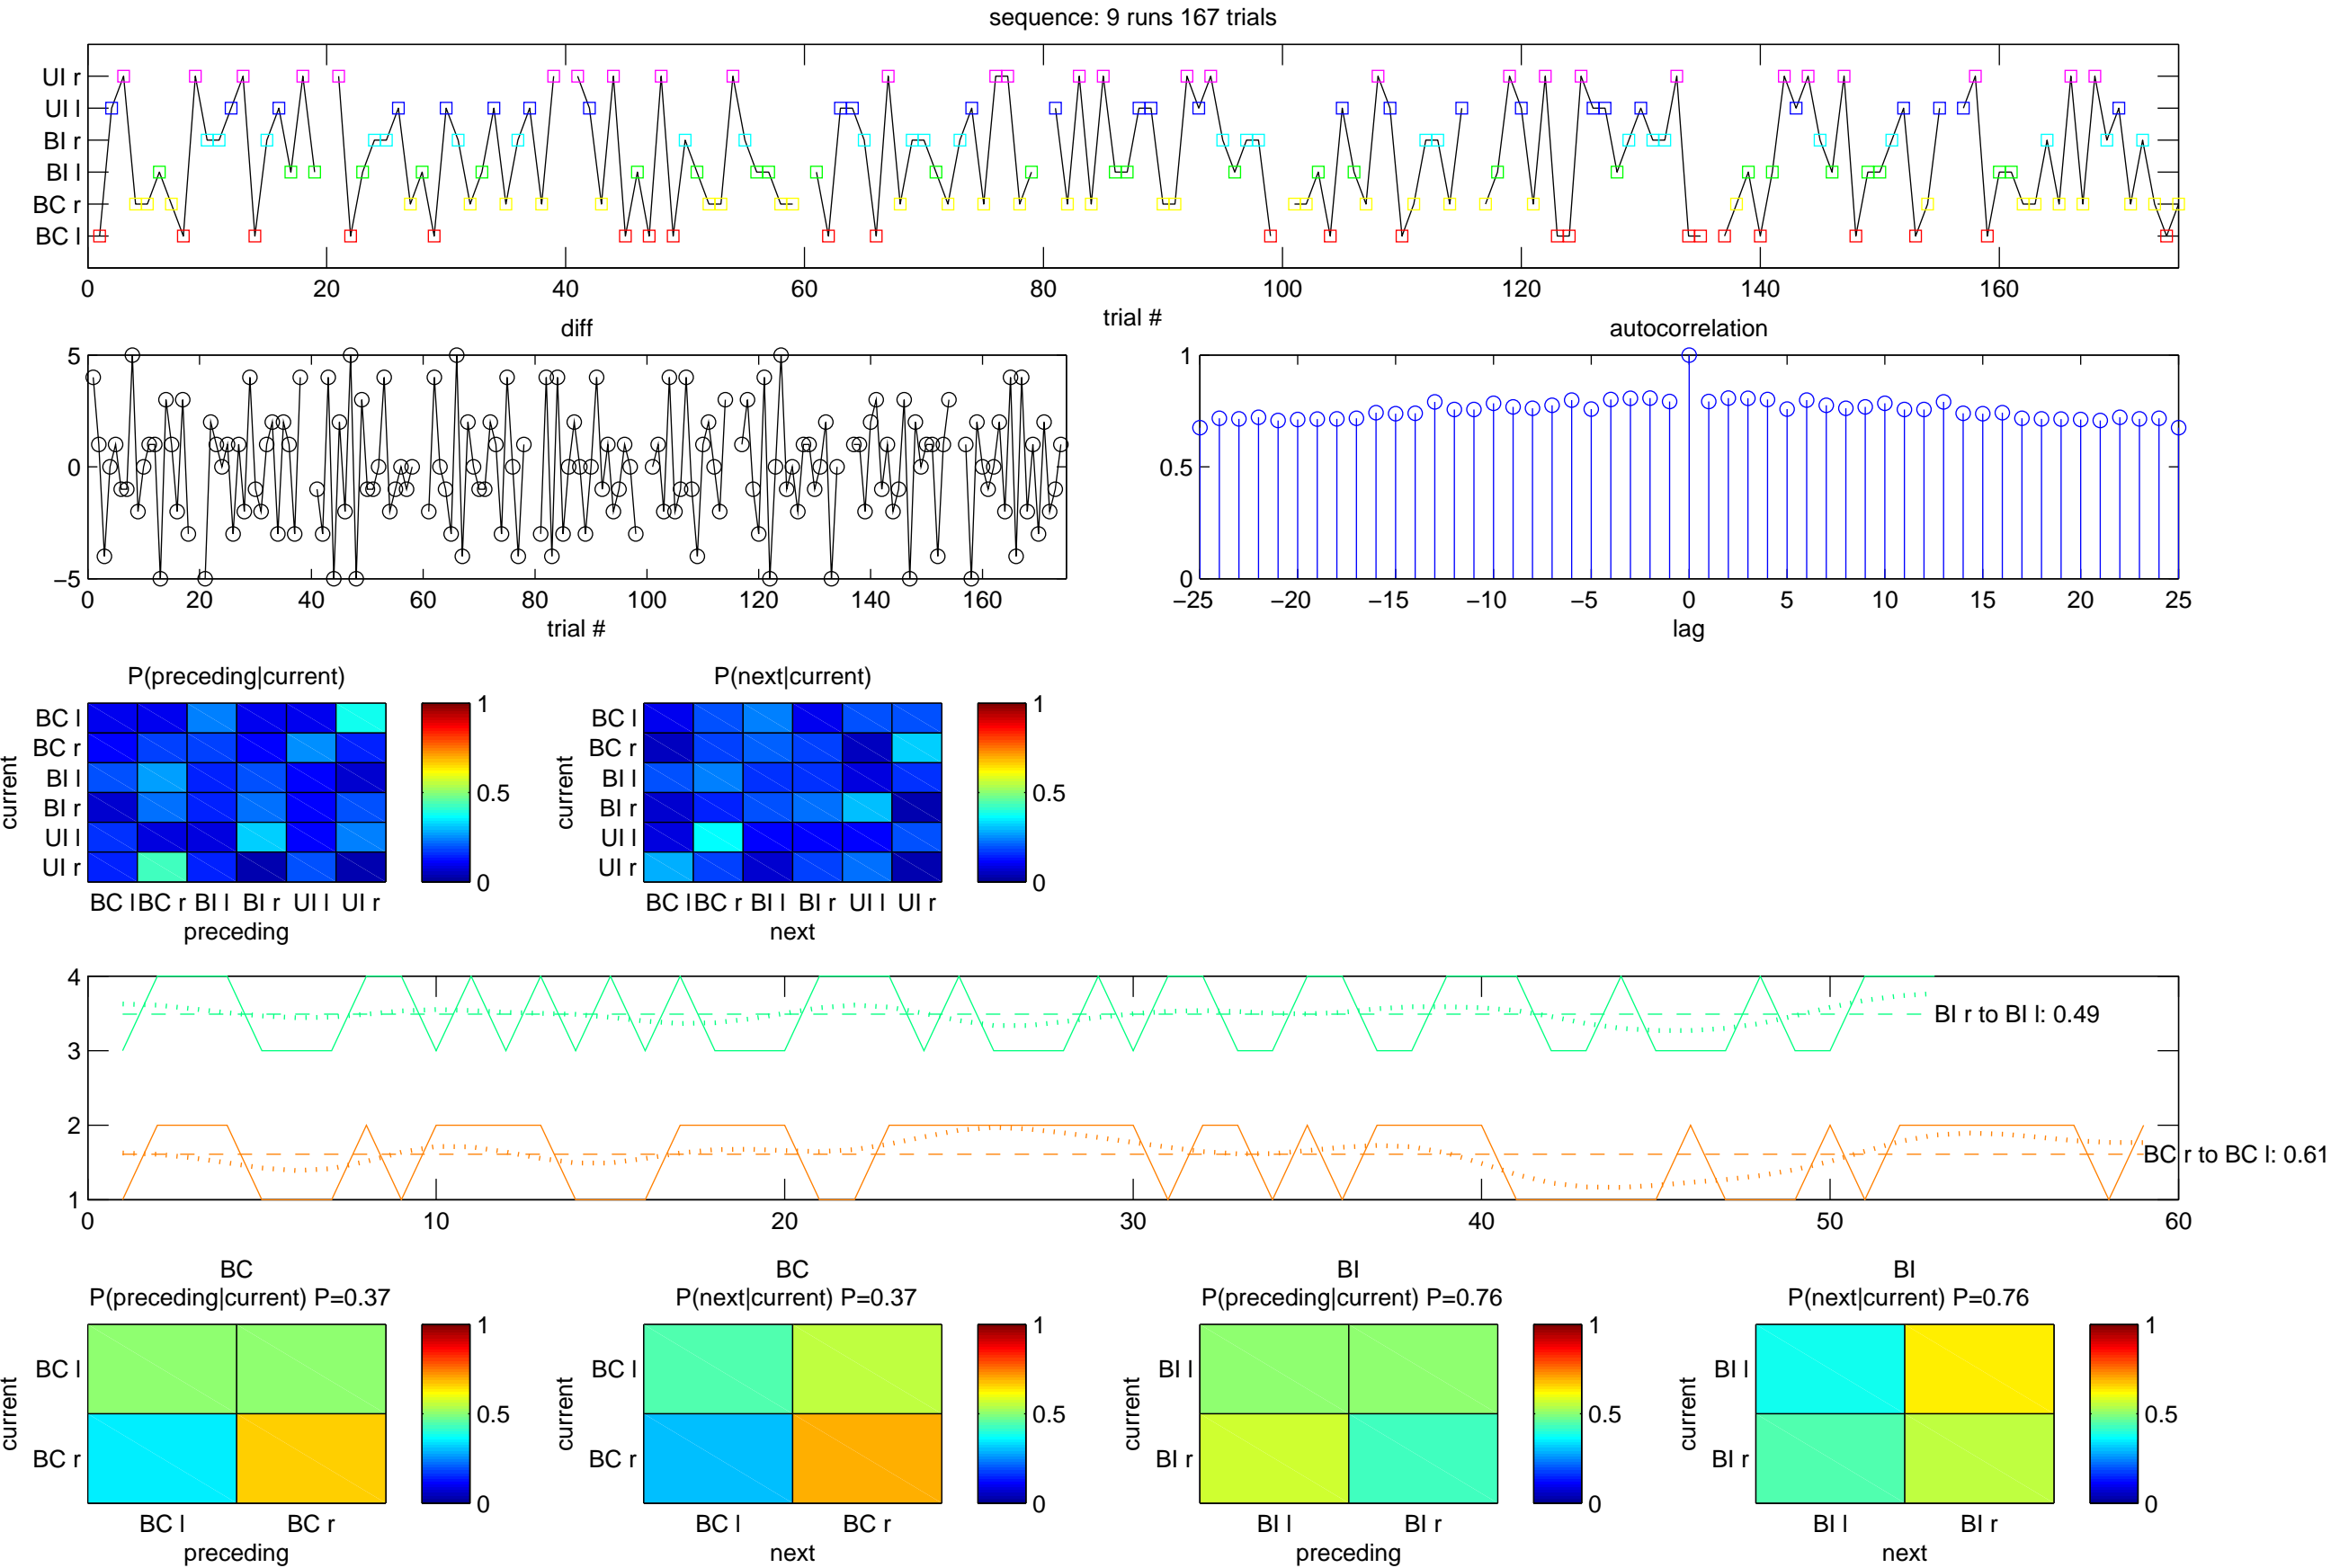 sequence: 9 runs 167 trials
UI r
UI l
BI r
BI l
BC r
BC l
0 20 40 60 80 100 120 140 160
trial #
diff
5
0
−5
0 20 40 60 80 100 120 140 160
trial #
autocorrelation
1
0.5
0
−25 −20 −15 −10 −5 0 5 10 15 20 25
lag
P(preceding|current)
current
BC l
BC r
BI l
BI r
UI l
UI r
BC l BC r BI l BI r UI l UI r
preceding
1
0.5
0
P(next|current)
current
BC l
BC r
BI l
BI r
UI l
UI r
BC l BC r BI l BI r UI l UI r
next
1
0.5
0
4
3
2
1
BI r to BI l: 0.49
BC r to BC l: 0.61
0 10 20 30 40 50 60
BC
P(preceding|current) P=0.37
current
BC l
BC r
BC l BC r
preceding
1
0.5
0
BC
P(next|current) P=0.37
current
BC l
BC r
BC l BC r
next
1
0.5
0
BI
P(preceding|current) P=0.76
current
BI l
BI r
BI l BI r
preceding
1
0.5
0
BI
P(next|current) P=0.76
current
BI l
BI r
BI l BI r
next
1
0.5
0